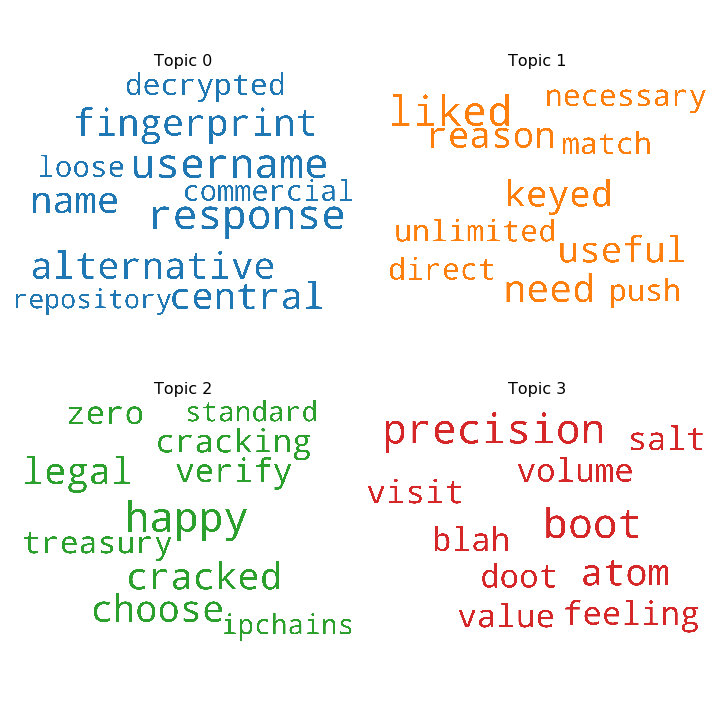 Topic 0
decrypted
fingerprint
loose username
name commercial
response
alternative
repository central
Topic 1
necessary
liked
reason match
keyed
unlimited
useful
direct
need push
Topic 2
zero standard
cracking
legal verify
happy
treasury
cracked
choose
ipchains
Topic 3
precision salt
volume
visit
boot
blah
doot atom
value feeling